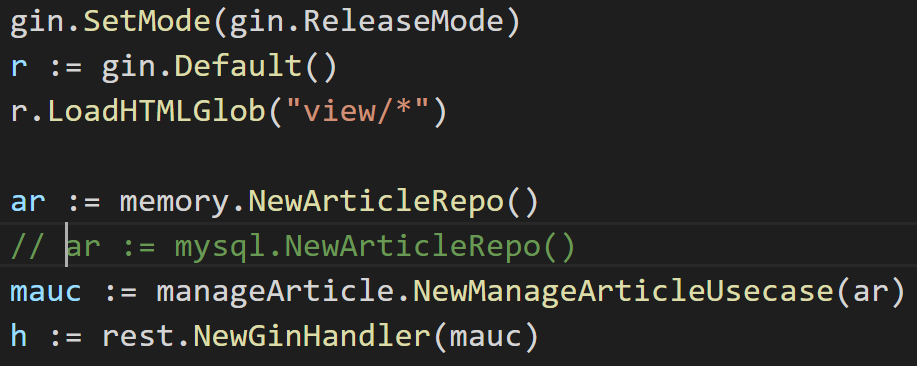 gin.SetMode(gin.ReleaseMode)
r := gin.Default()
r.LoadHTMLGlob("view/*")
ar := memory.NewArticleRepo()
// ar := mysql.NewArticleRepo()
mauc := manageArticle.NewManageArticleUsecase(ar)
h := rest.NewGinHandler(mauc)